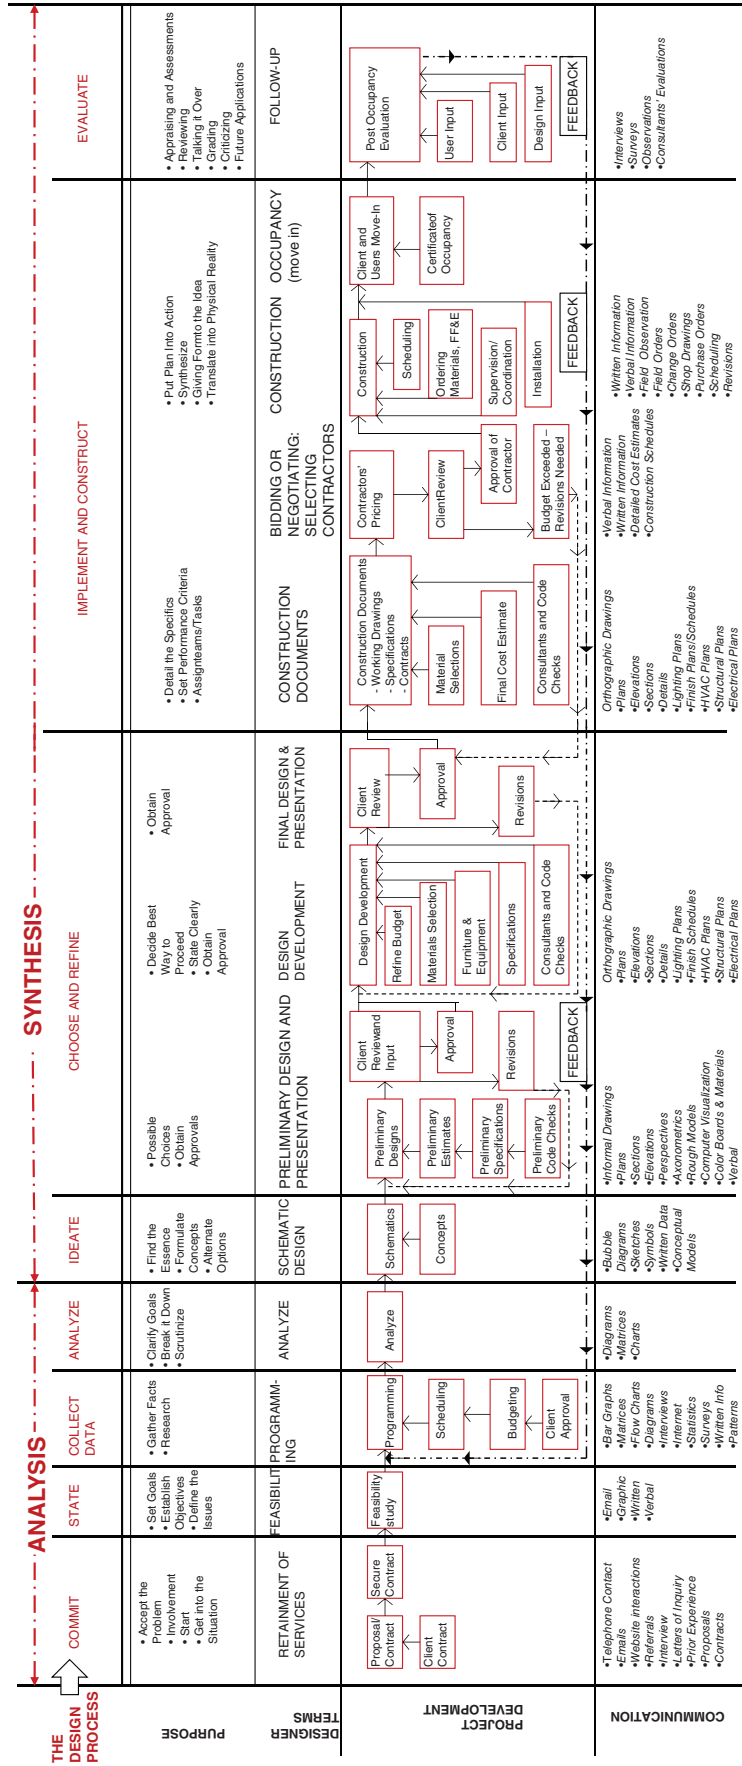 ANALYSIS
SYNTHESIS
THE
DESIGN
PROCESS
COMMIT
STATE
COLLECT
DATA
ANALYZE
IDEATE
CHOOSE AND REFINE
IMPLEMENT AND CONSTRUCT
EVALUATE
PURPOSE
• Accept the
Problem
• Involvement
• Start
• Get into the
Situation
• Set Goals
• Establish
Objectives
• Define the
Issues
• Gather Facts
• Research
• Clarify Goals
• Break it Down
• Scrutinize
• Find the
Essence
• Formulate
Concepts
• Alternate
Options
• Possible
Choices
• Obtain
Approvals
• Decide Best
Way to
Proceed
• State Clearly
• Obtain
Approval
• Obtain
Approval
• Detail the Specifics
• Set Performance Criteria
• Assignteams/Tasks
• Put Plan Into Action
• Synthesize
• Giving Formto the Idea
• Translate into Physical Reality
• Appraising and Assessments
• Reviewing
• Talking it Over
• Grading
• Criticizing
• Future Applications
DESIGNER
TERMS
RETAINMENT OF
SERVICES
FEASIBILIT
PROGRAMM-
ING
ANALYZE
SCHEMATIC
DESIGN
PRELIMINARY DESIGN AND
PRESENTATION
DESIGN
DEVELOPMENT
FINAL DESIGN &
PRESENTATION
CONSTRUCTION
DOCUMENTS
BIDDING OR
NEGOTIATING:
SELECTING
CONTRACTORS
CONSTRUCTION
OCCUPANCY
(move in)
FOLLOW-UP
PROJECT
DEVELOPMENT
Proposal/
Contract
Client
Contract
Secure
Contract
Feasibility
study
Programming
Scheduling
Budgeting
Client
Approval
Analyze
Schematics
Concepts
Preliminary
Designs
Preliminary
Estimates
Preliminary
Specifications
Preliminary
Code Checks
Client
Reviewand
Input
Approval
Revisions
FEEDBACK
Design Development
Refine Budget
Materials Selection
Furniture &
Equipment
Specifications
Consultants and Code
Checks
Client
Review
Approval
Revisions
Construction Documents
- Working Drawings
- Specifications
- Contracts
Material
Selections
Final Cost Estimate
Consultants and Code
Checks
Contractors'
Pricing
ClientReview
Approval of
Contractor
Budget Exceeded –
Revisions Needed
Construction
Scheduling
Ordering
Materials, FF&E
Supervision/
Coordination
Installation
FEEDBACK
Client and
Users Move-In
Certificateof
Occupancy
Post Occupancy
Evaluation
User Input
Client Input
Design Input
FEEDBACK
COMMUNICATION
•Telephone Contact
•Emails
•Website interactions
•Referrals
•Interview
•Letters of Inquiry
•Prior Experience
•Proposals
•Contracts
•Email
•Graphic
•Written
•Verbal
•Bar Graphs
•Matrices
•Flow Charts
•Diagrams
•Interviews
•Internet
•Statistics
•Surveys
•Written Info
•Patterns
•Diagrams
•Matrices
•Charts
•Bubble
Diagrams
•Sketches
•Symbols
•Written Data
•Conceptual
Models
•Informal Drawings
•Plans
•Sections
•Elevations
•Perspectives
•Axonometrics
•Rough Models
•Computer Visualization
•Color Boards & Materials
•Verbal
Orthographic Drawings
•Plans
•Elevations
•Sections
•Details
•Lighting Plans
•Finish Schedules
•HVAC Plans
•Structural Plans
•Electrical Plans
Orthographic Drawings
•Plans
•Elevations
•Sections
•Details
•Lighting Plans
•Finish Plans/Schedules
•HVAC Plans
•Structural Plans
•Electrical Plans
•Verbal Information
•Written Information
•Detailed Cost Estimates
•Construction Schedules
•Written Information
•Verbal Information
•Field Observation
•Field Orders
•Change Orders
•Shop Drawings
•Purchase Orders
•Scheduling
•Revisions
•Interviews
•Surveys
•Observations
•Consultants' Evaluations